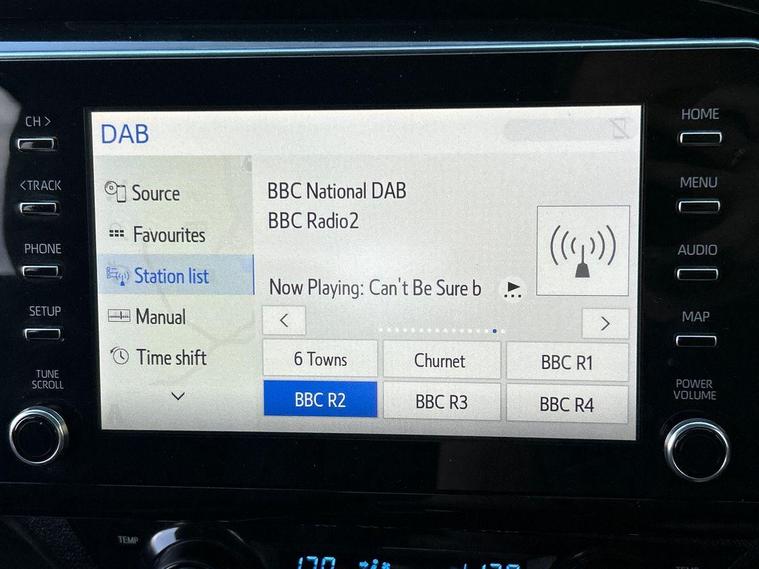 CH >
<TRACK
PHONE
SETUP
TUNE
SCROLL
DAB
Source
Favourites
Station list
Manual
Time shift
BBC National DAB
BBC Radio2
Now Playing: Can't Be Sure b
6 Towns
Churnet
BBC R1
BBC R2
BBC R3
BBC R4
HOME
MENU
AUDIO
MAP
POWER
VOLUME
TEMP